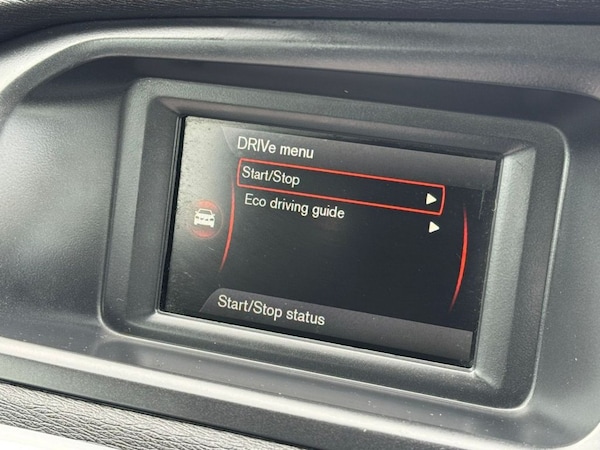 DRIVe menu
Start/Stop
Eco driving guide
Start/Stop status